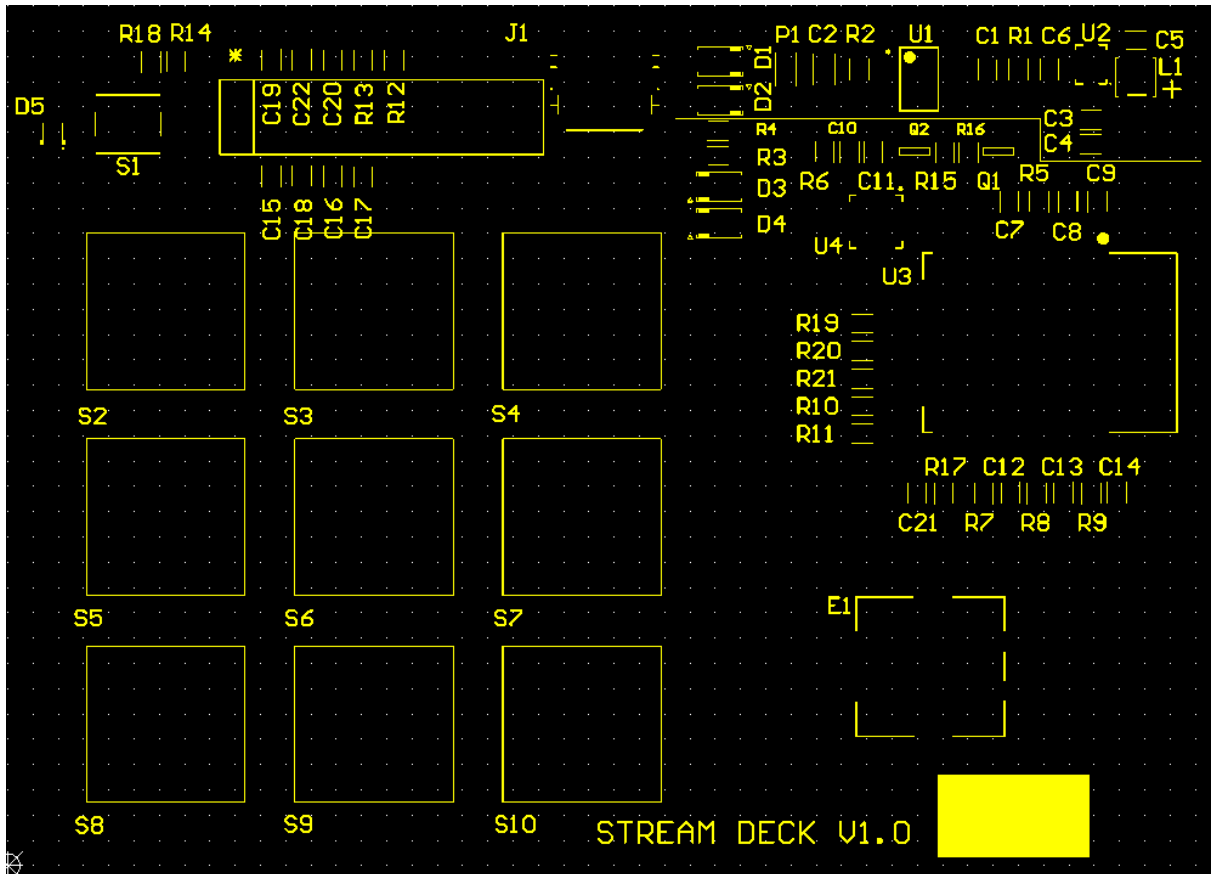 R18 R14
J1
D1
P1 C2 R2
U1
C1 R1 C6 U2
C5
L1
+
D5
C19 C22 C20 R13 R12
D2
S1
R4
C10
Q2
R16
C3
C4
R3
R6 C11. R15 Q1 R5 C9
D3
C15 C18 C16 C17
D4
C7 C8
U4
U3
R19
R20
R21
R10
R11
S2 S3 S4
R17 C12 C13 C14
C21 R7 R8 R9
E1
S5 S6 S7
S8 S9 S10
STREAM DECK V1.0